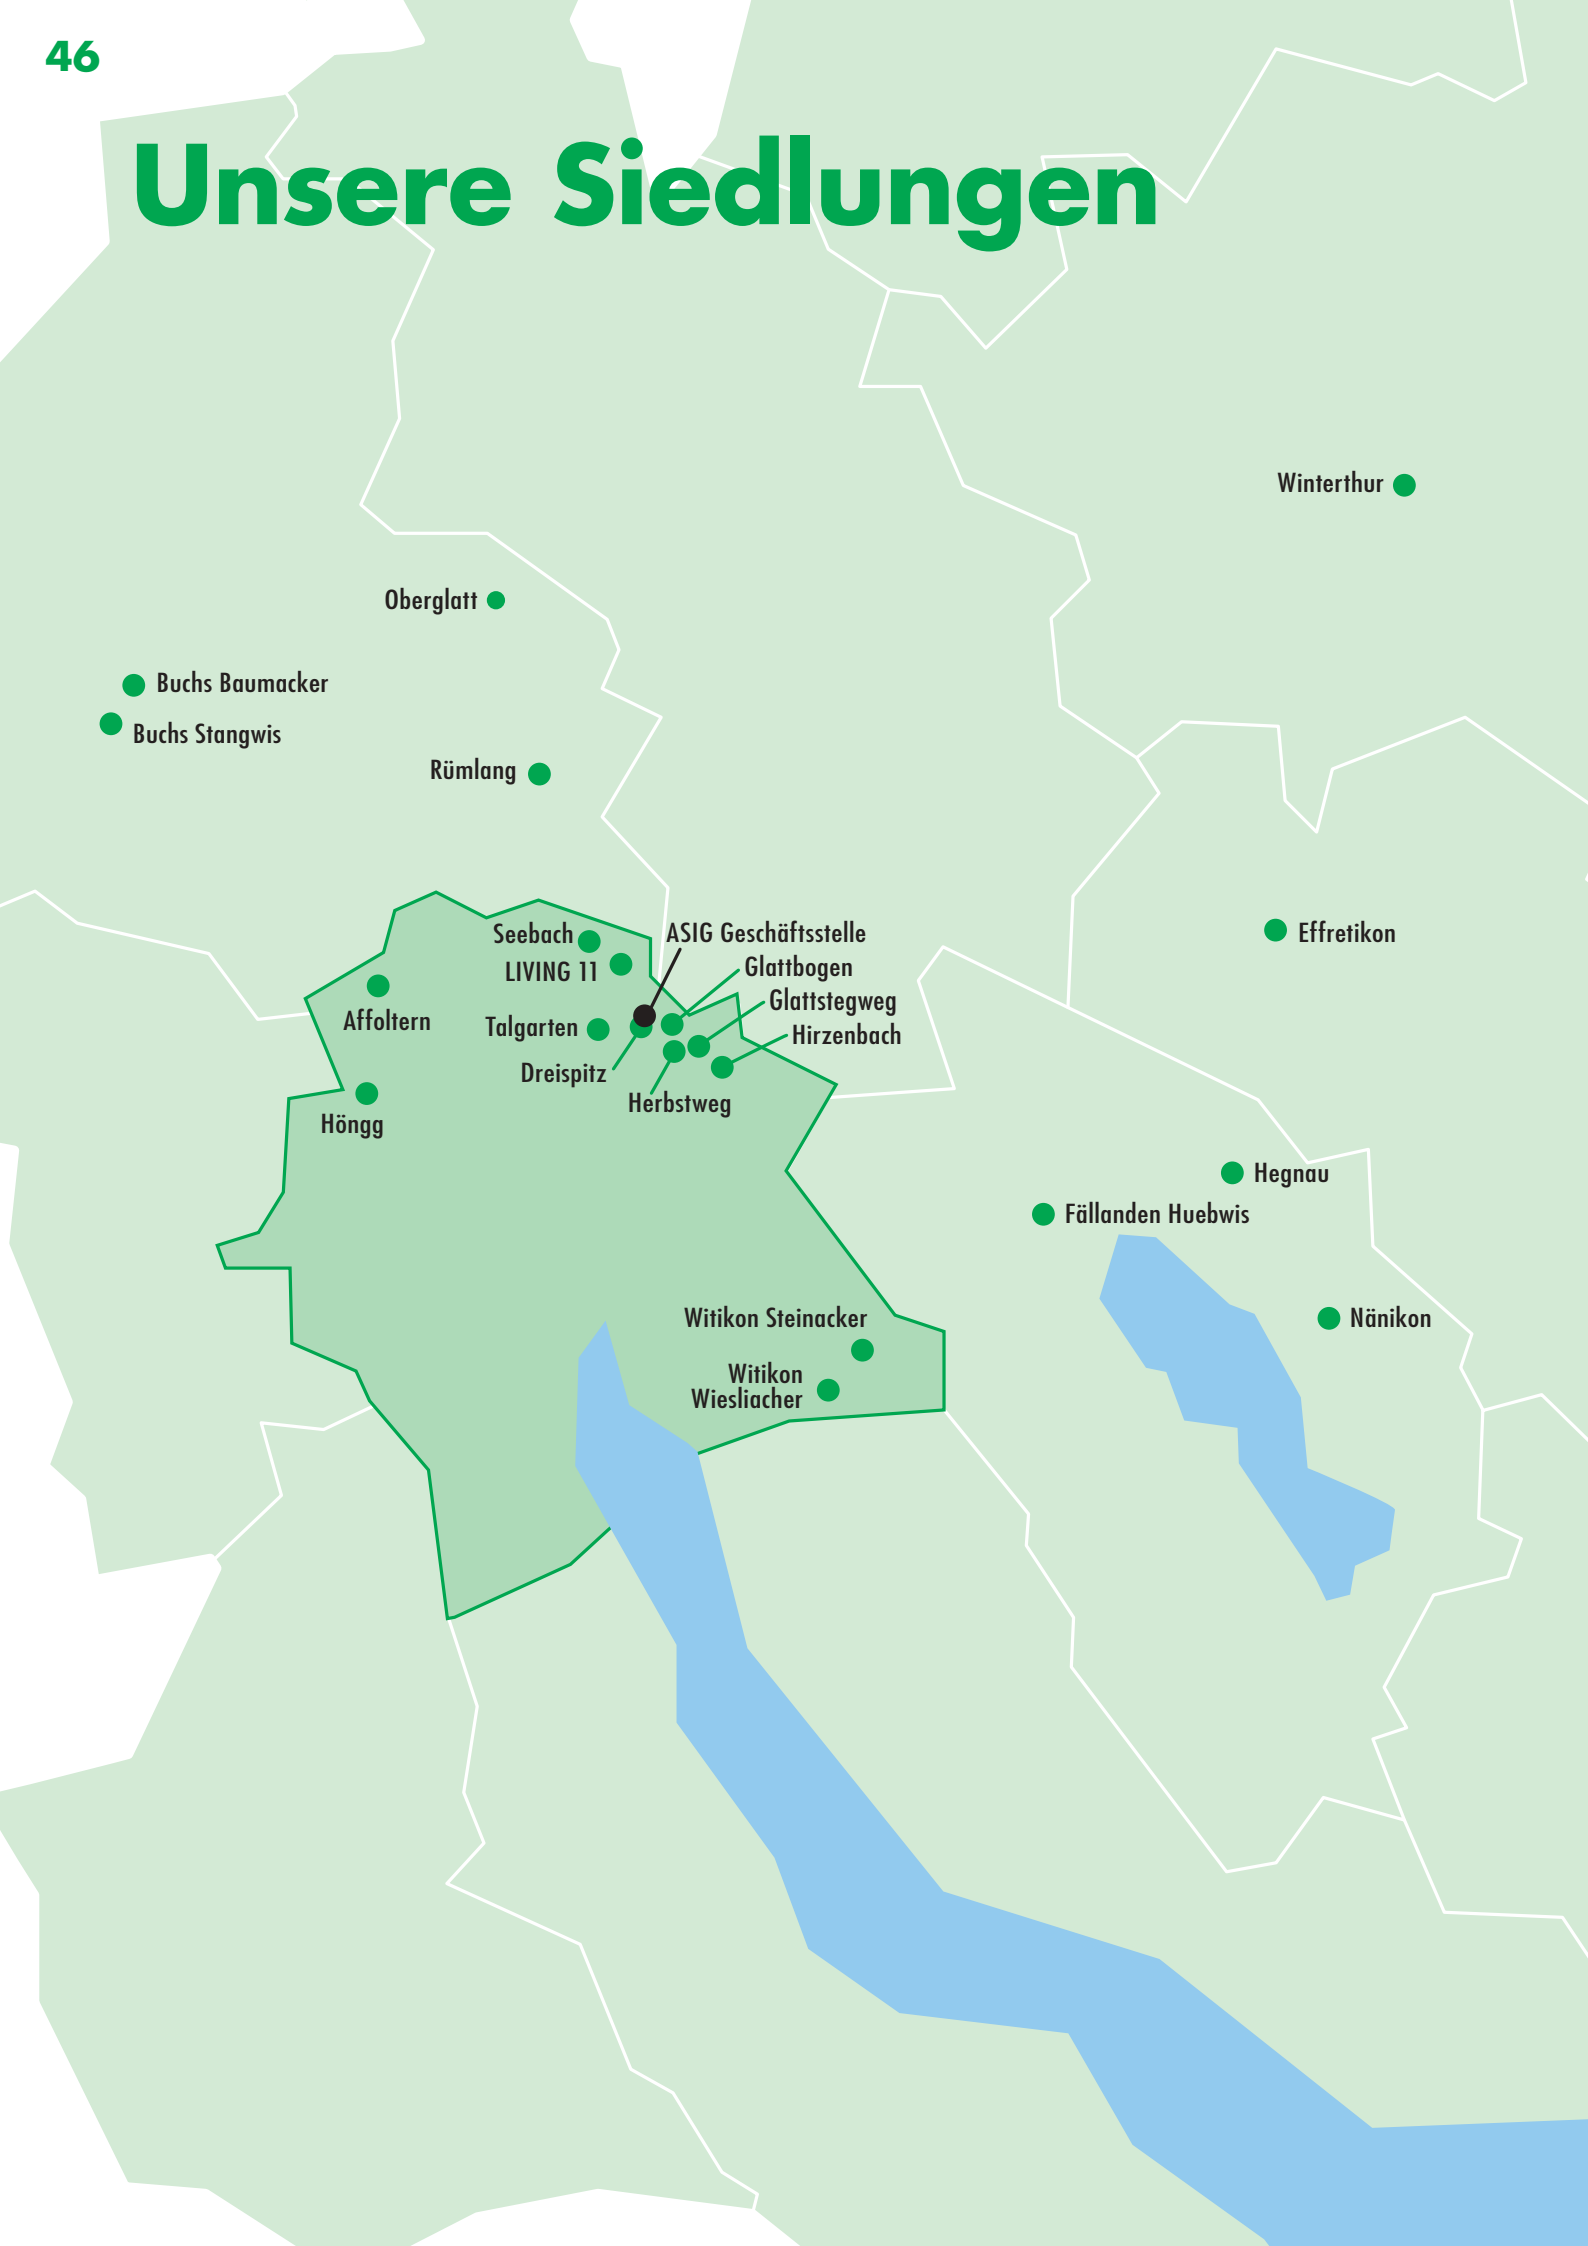 46
Unsere Siedlungen
Winterthur
Oberglatt
Buchs Baumacker
Buchs Stangwis
Rümlang
Seebach
ASIG Geschäftsstelle
Effretikon
LIVING 11
Glattbogen
Glattstegweg
Affoltern
Talgarten
Hirzenbach
Dreispitz
Herbstweg
Höngg
Hegnau
Fällanden Huebwis
Witikon Steinacker
Nänikon
Witikon
Wiesliacher